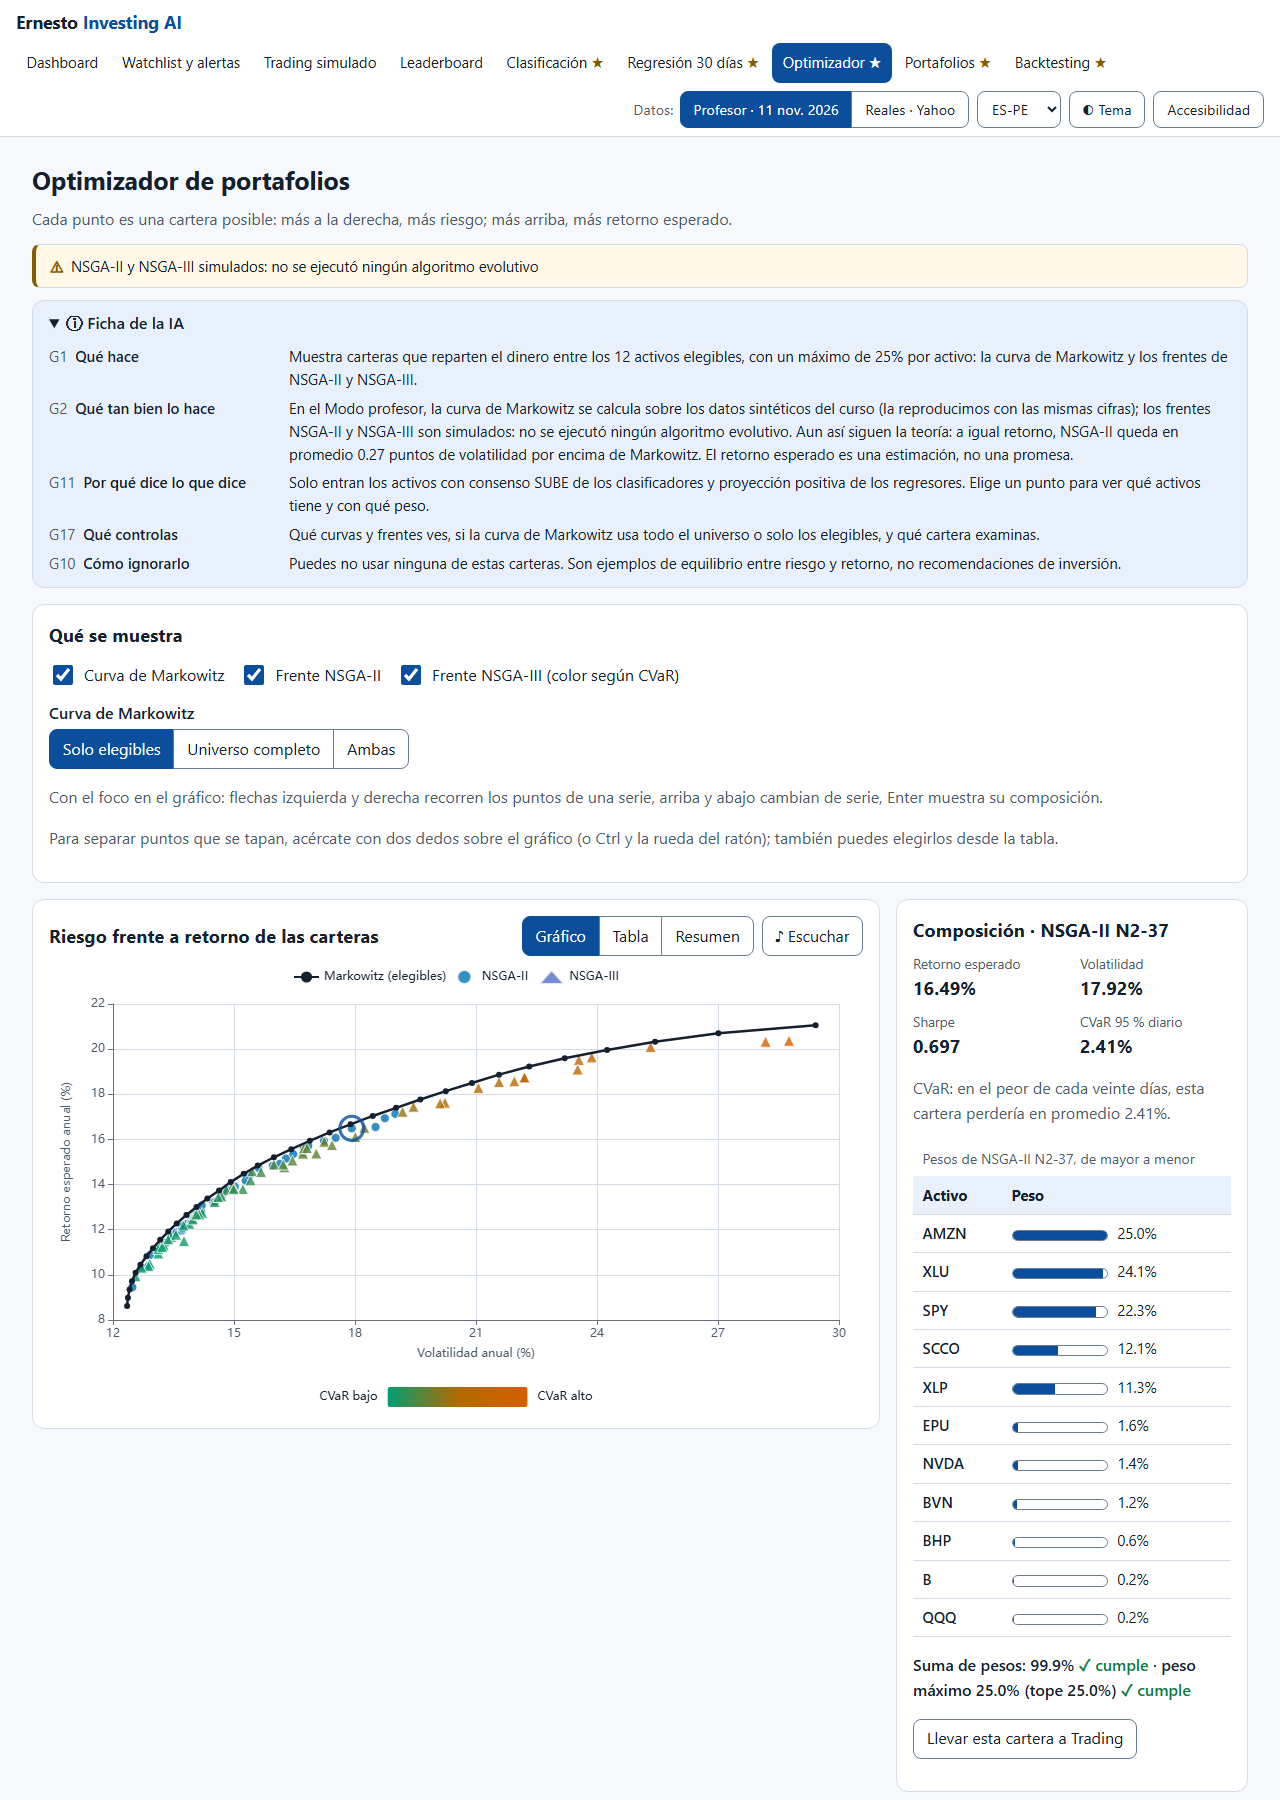 Ernesto Investing AI
Dashboard Watchlist y alertas Trading simulado Leaderboard Clasificación ★ Regresión 30 días ★ Optimizador ★ Portafolios ★ Backtesting ★
Datos: Profesor · 11 nov. 2026 Reales · Yahoo ES-PE ◐ Tema Accesibilidad
Optimizador de portafolios
Cada punto es una cartera posible: más a la derecha, más riesgo; más arriba, más retorno esperado.
⚠ NSGA-II y NSGA-III simulados: no se ejecutó ningún algoritmo evolutivo
▼ ⓘ Ficha de la IA
G1 Qué hace Muestra carteras que reparten el dinero entre los 12 activos elegibles, con un máximo de 25% por activo: la curva de Markowitz y los frentes de
NSGA-II y NSGA-III.
G2 Qué tan bien lo hace En el Modo profesor, la curva de Markowitz se calcula sobre los datos sintéticos del curso (la reproducimos con las mismas cifras); los frentes
NSGA-II y NSGA-III son simulados: no se ejecutó ningún algoritmo evolutivo. Aun así siguen la teoría: a igual retorno, NSGA-II queda en
promedio 0.27 puntos de volatilidad por encima de Markowitz. El retorno esperado es una estimación, no una promesa.
G11 Por qué dice lo que dice Solo entran los activos con consenso SUBE de los clasificadores y proyección positiva de los regresores. Elige un punto para ver qué activos
tiene y con qué peso.
G17 Qué controlas Qué curvas y frentes ves, si la curva de Markowitz usa todo el universo o solo los elegibles, y qué cartera examinas.
G10 Cómo ignorarlo Puedes no usar ninguna de estas carteras. Son ejemplos de equilibrio entre riesgo y retorno, no recomendaciones de inversión.
Qué se muestra
Curva de Markowitz Frente NSGA-II Frente NSGA-III (color según CVaR)
Curva de Markowitz
Solo elegibles Universo completo Ambas
Con el foco en el gráfico: flechas izquierda y derecha recorren los puntos de una serie, arriba y abajo cambian de serie, Enter muestra su composición.
Para separar puntos que se tapan, acércate con dos dedos sobre el gráfico (o Ctrl y la rueda del ratón); también puedes elegirlos desde la tabla.
Riesgo frente a retorno de las carteras Gráfico Tabla Resumen ♪ Escuchar
Markowitz (elegibles) NSGA-II NSGA-III
Retorno esperado anual (%)
22
20
18
16
14
12
10
8
12 15 18 21 24 27 30
Volatilidad anual (%)
CVaR bajo CVaR alto
Composición · NSGA-II N2-37
Retorno esperado Volatilidad
16.49% 17.92%
Sharpe CVaR 95 % diario
0.697 2.41%
CVaR: en el peor de cada veinte días, esta
cartera perdería en promedio 2.41%.
Pesos de NSGA-II N2-37, de mayor a menor
Activo Peso
AMZN 25.0%
XLU 24.1%
SPY 22.3%
SCCO 12.1%
XLP 11.3%
EPU 1.6%
NVDA 1.4%
BVN 1.2%
BHP 0.6%
B 0.2%
QQQ 0.2%
Suma de pesos: 99.9% ✓ cumple · peso
máximo 25.0% (tope 25.0%) ✓ cumple
Llevar esta cartera a Trading